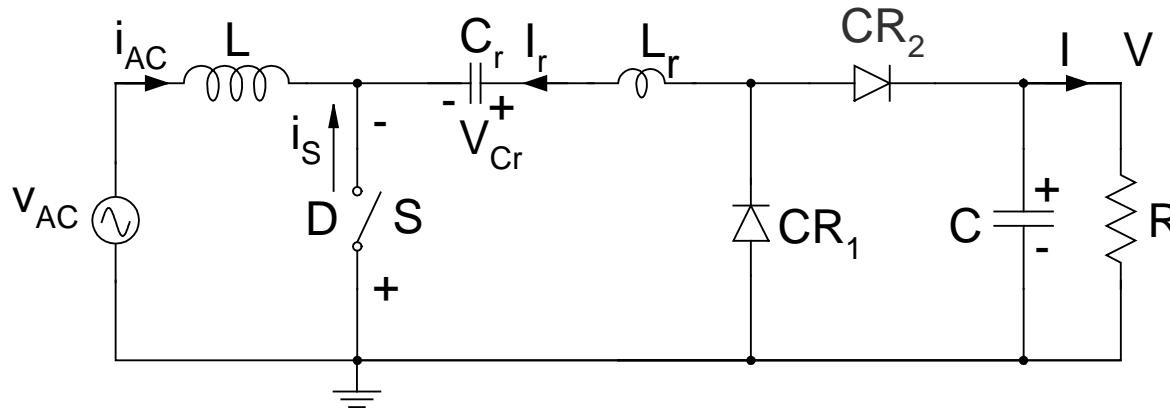 i_AC L C_r I_r L_r CR_2 I V
- + V_Cr
i_S -
v_AC D S CR_1 C + - R
+